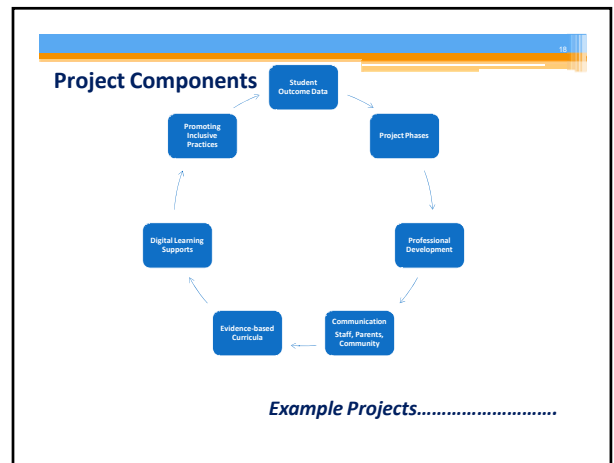 18
Project Components
Student
Outcome Data
Project Phases
Professional
Development
Communication
Staff, Parents,
Community
Evidence-based
Curricula
Digital Learning
Supports
Promoting
Inclusive
Practices
Example Projects……………………….